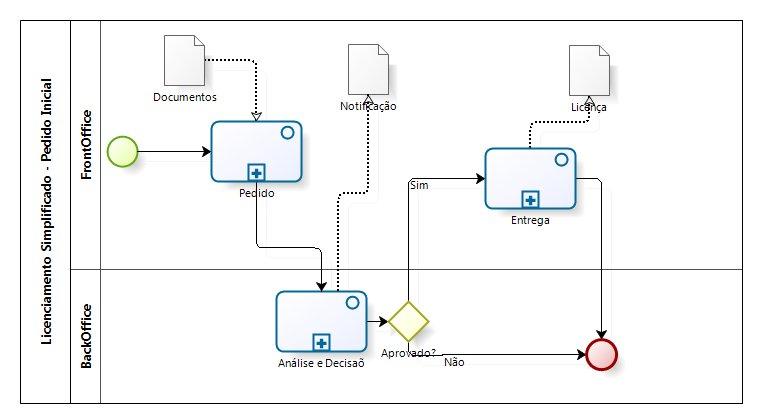 Licenciamento Simplificado - Pedido Inicial
FrontOffice
Documentos
Notificação
Licença
Pedido
Sim
Entrega
BackOffice
Análise e Decisaõ
Aprovado?
Não